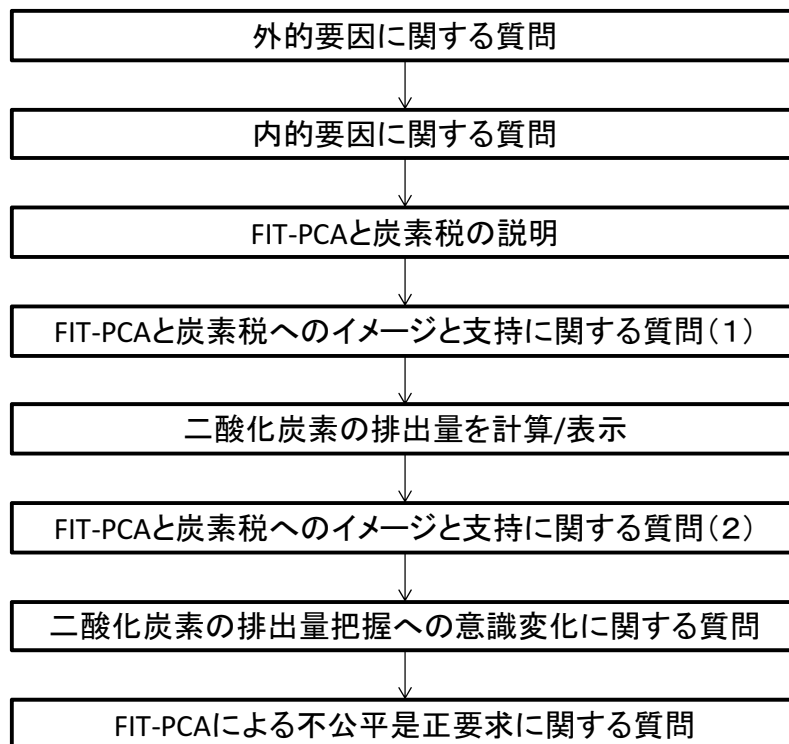 外的要因に関する質問
内的要因に関する質問
FIT-PCAと炭素税の説明
FIT-PCAと炭素税へのイメージと支持に関する質問(１)
二酸化炭素の排出量を計算/表示
FIT-PCAと炭素税へのイメージと支持に関する質問(２)
二酸化炭素の排出量把握への意識変化に関する質問
FIT-PCAによる不公平是正要求に関する質問